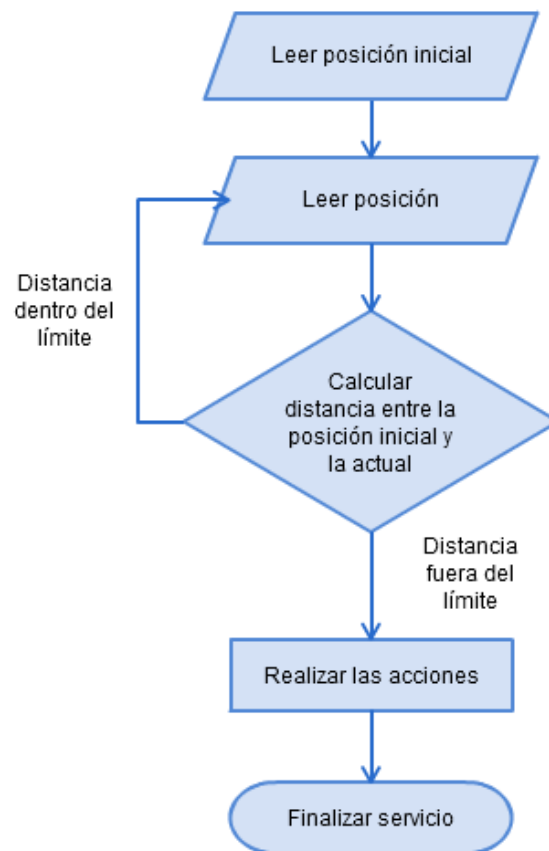 Leer posición inicial
Leer posición
Distancia
dentro del
límite
Calcular
distancia entre la
posición inicial y
la actual
Distancia
fuera del
límite
Realizar las acciones
Finalizar servicio